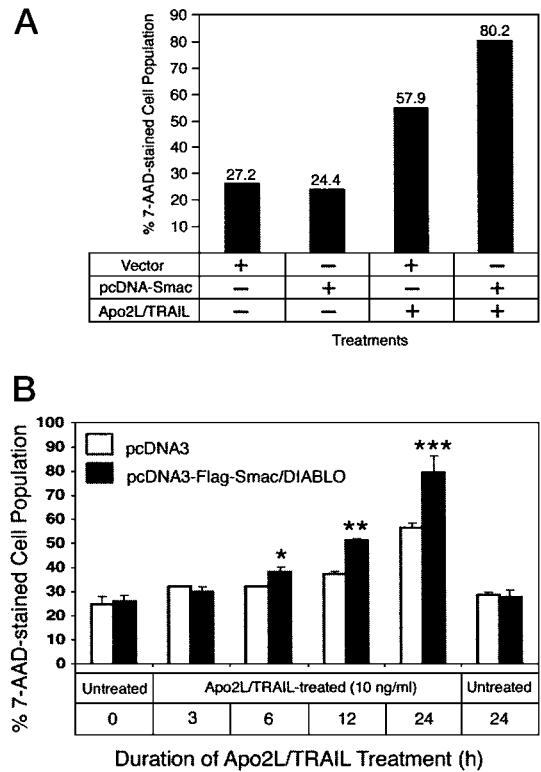 A
% 7-AAD-stained Cell Population
90
80
70
60
50
40
30
20
10
27.2
24.4
57.9
80.2
Vector + − + −
pcDNA-Smac − + − +
Apo2L/TRAIL − − + +
Treatments
B
% 7-AAD-stained Cell Population
100
90
80
70
60
50
40
30
20
10
0
pcDNA3
pcDNA3-Flag-Smac/DIABLO
*
**
***
Untreated Apo2L/TRAIL-treated (10 ng/ml) Untreated
0 3 6 12 24 24
Duration of Apo2L/TRAIL Treatment (h)